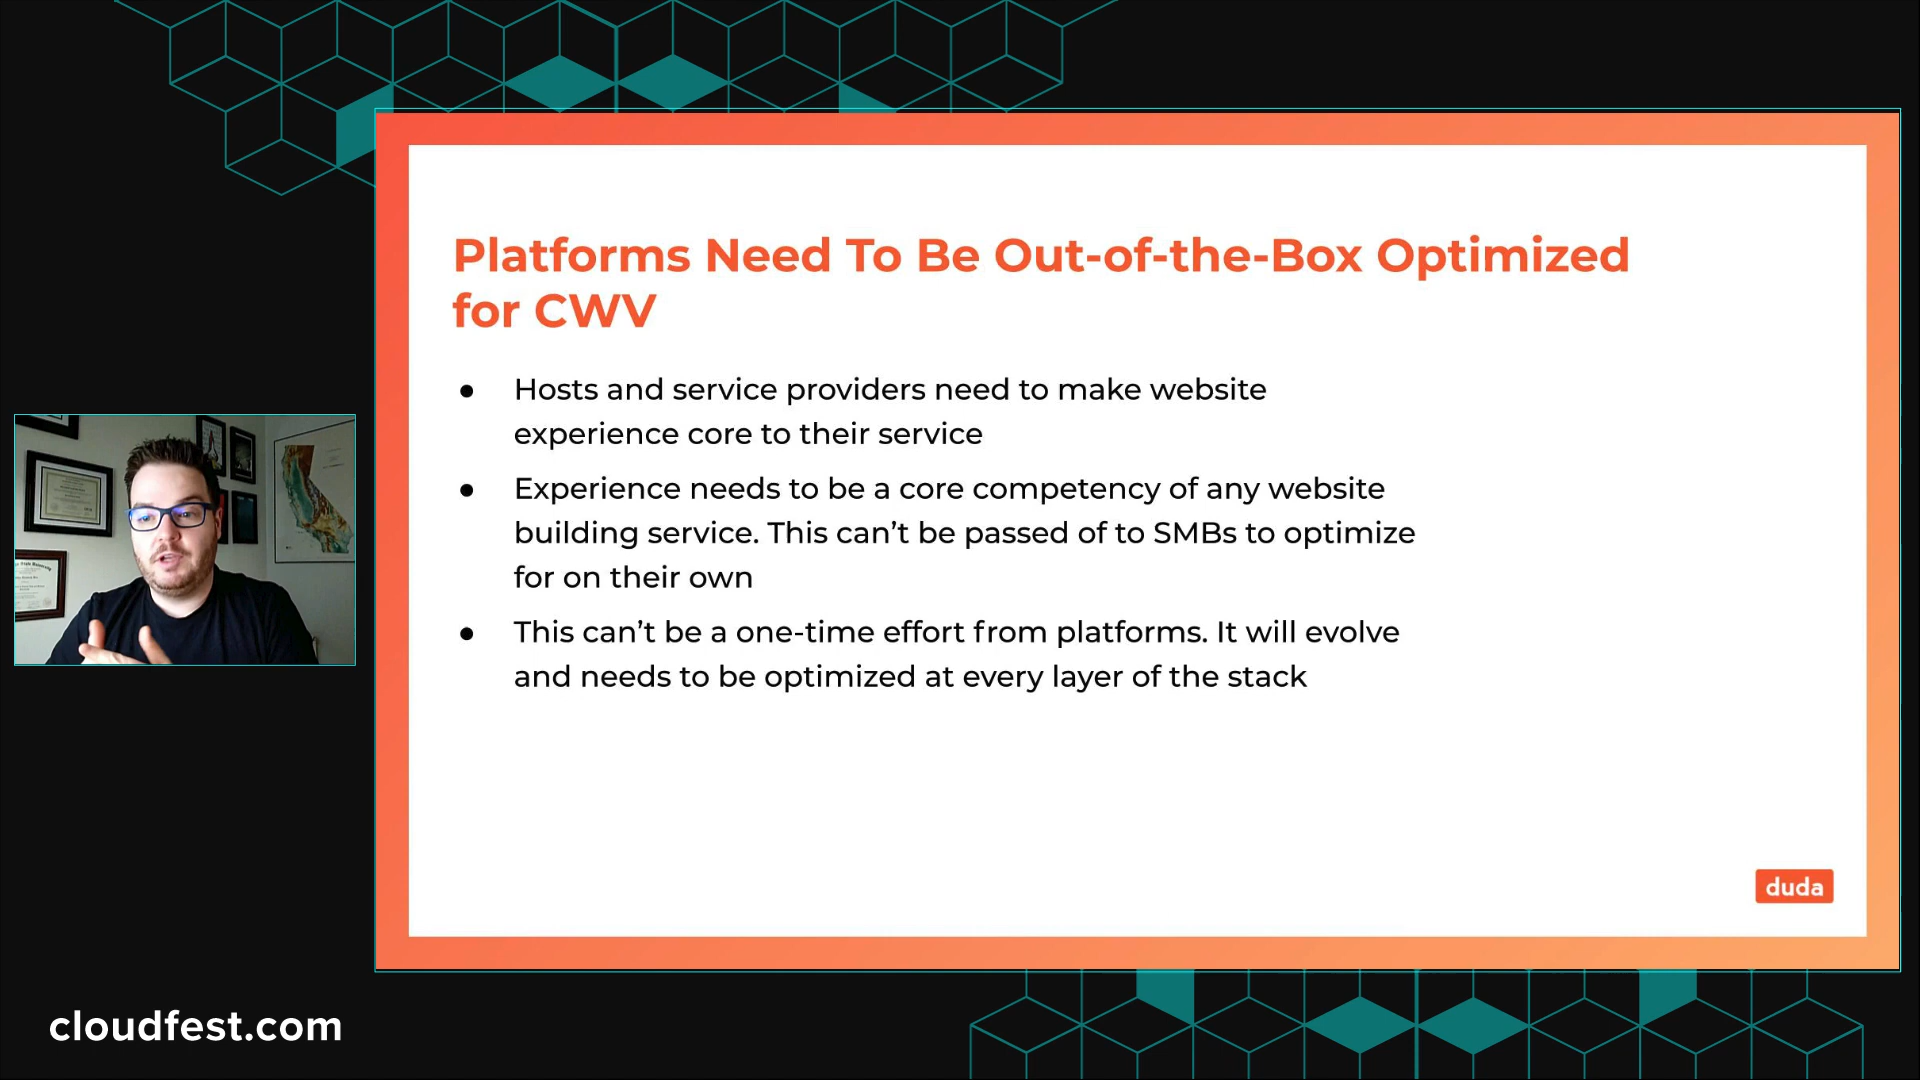 Platforms Need To Be Out-of-the-Box Optimized
for CWV
● Hosts and service providers need to make website
experience core to their service
● Experience needs to be a core competency of any website
building service. This can’t be passed of to SMBs to optimize
for on their own
● This can’t be a one-time effort from platforms. It will evolve
and needs to be optimized at every layer of the stack
duda
cloudfest.com